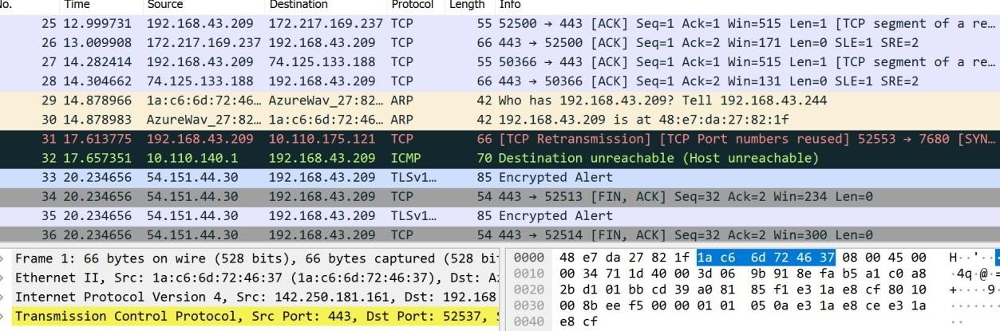 No. Time Source Destination Protocol Length Info
25 12.999731 192.168.43.209 172.217.169.237 TCP 55 52500 → 443 [ACK] Seq=1 Ack=1 Win=515 Len=1 [TCP segment of a re…
26 13.009908 172.217.169.237 192.168.43.209 TCP 66 443 → 52500 [ACK] Seq=1 Ack=2 Win=171 Len=0 SLE=1 SRE=2
27 14.282414 192.168.43.209 74.125.133.188 TCP 55 50366 → 443 [ACK] Seq=1 Ack=1 Win=515 Len=1 [TCP segment of a re…
28 14.304662 74.125.133.188 192.168.43.209 TCP 66 443 → 50366 [ACK] Seq=1 Ack=2 Win=131 Len=0 SLE=1 SRE=2
29 14.878966 1a:c6:6d:72:46… AzureWav_27:82… ARP 42 Who has 192.168.43.209? Tell 192.168.43.244
30 14.878983 AzureWav_27:82… 1a:c6:6d:72:46… ARP 42 192.168.43.209 is at 48:e7:da:27:82:1f
31 17.613775 192.168.43.209 10.110.175.121 TCP 66 [TCP Retransmission] [TCP Port numbers reused] 52553 → 7680 [SYN…
32 17.657351 10.110.140.1 192.168.43.209 ICMP 70 Destination unreachable (Host unreachable)
33 20.234656 54.151.44.30 192.168.43.209 TLSv1… 85 Encrypted Alert
34 20.234656 54.151.44.30 192.168.43.209 TCP 54 443 → 52513 [FIN, ACK] Seq=32 Ack=2 Win=234 Len=0
35 20.234656 54.151.44.30 192.168.43.209 TLSv1… 85 Encrypted Alert
36 20.234656 54.151.44.30 192.168.43.209 TCP 54 443 → 52514 [FIN, ACK] Seq=32 Ack=2 Win=300 Len=0
Frame 1: 66 bytes on wire (528 bits), 66 bytes captured (528 bi
Ethernet II, Src: 1a:c6:6d:72:46:37 (1a:c6:6d:72:46:37), Dst: Az
Internet Protocol Version 4, Src: 142.250.181.161, Dst: 192.168
Transmission Control Protocol, Src Port: 443, Dst Port: 52537, S
0000 48 e7 da 27 82 1f 1a c6 6d 72 46 37 08 00 45 00 H··'··
0010 00 34 71 1d 40 00 3d 06 9b 91 8e fa b5 a1 c0 a8 ·4q·@·=
0020 2b d1 01 bb cd 39 a0 81 85 f1 e3 1a e8 cf 80 10 +····9·
0030 00 8b ee f5 00 00 01 01 05 0a e3 1a e8 ce e3 1a ·······
0040 e8 cf ··